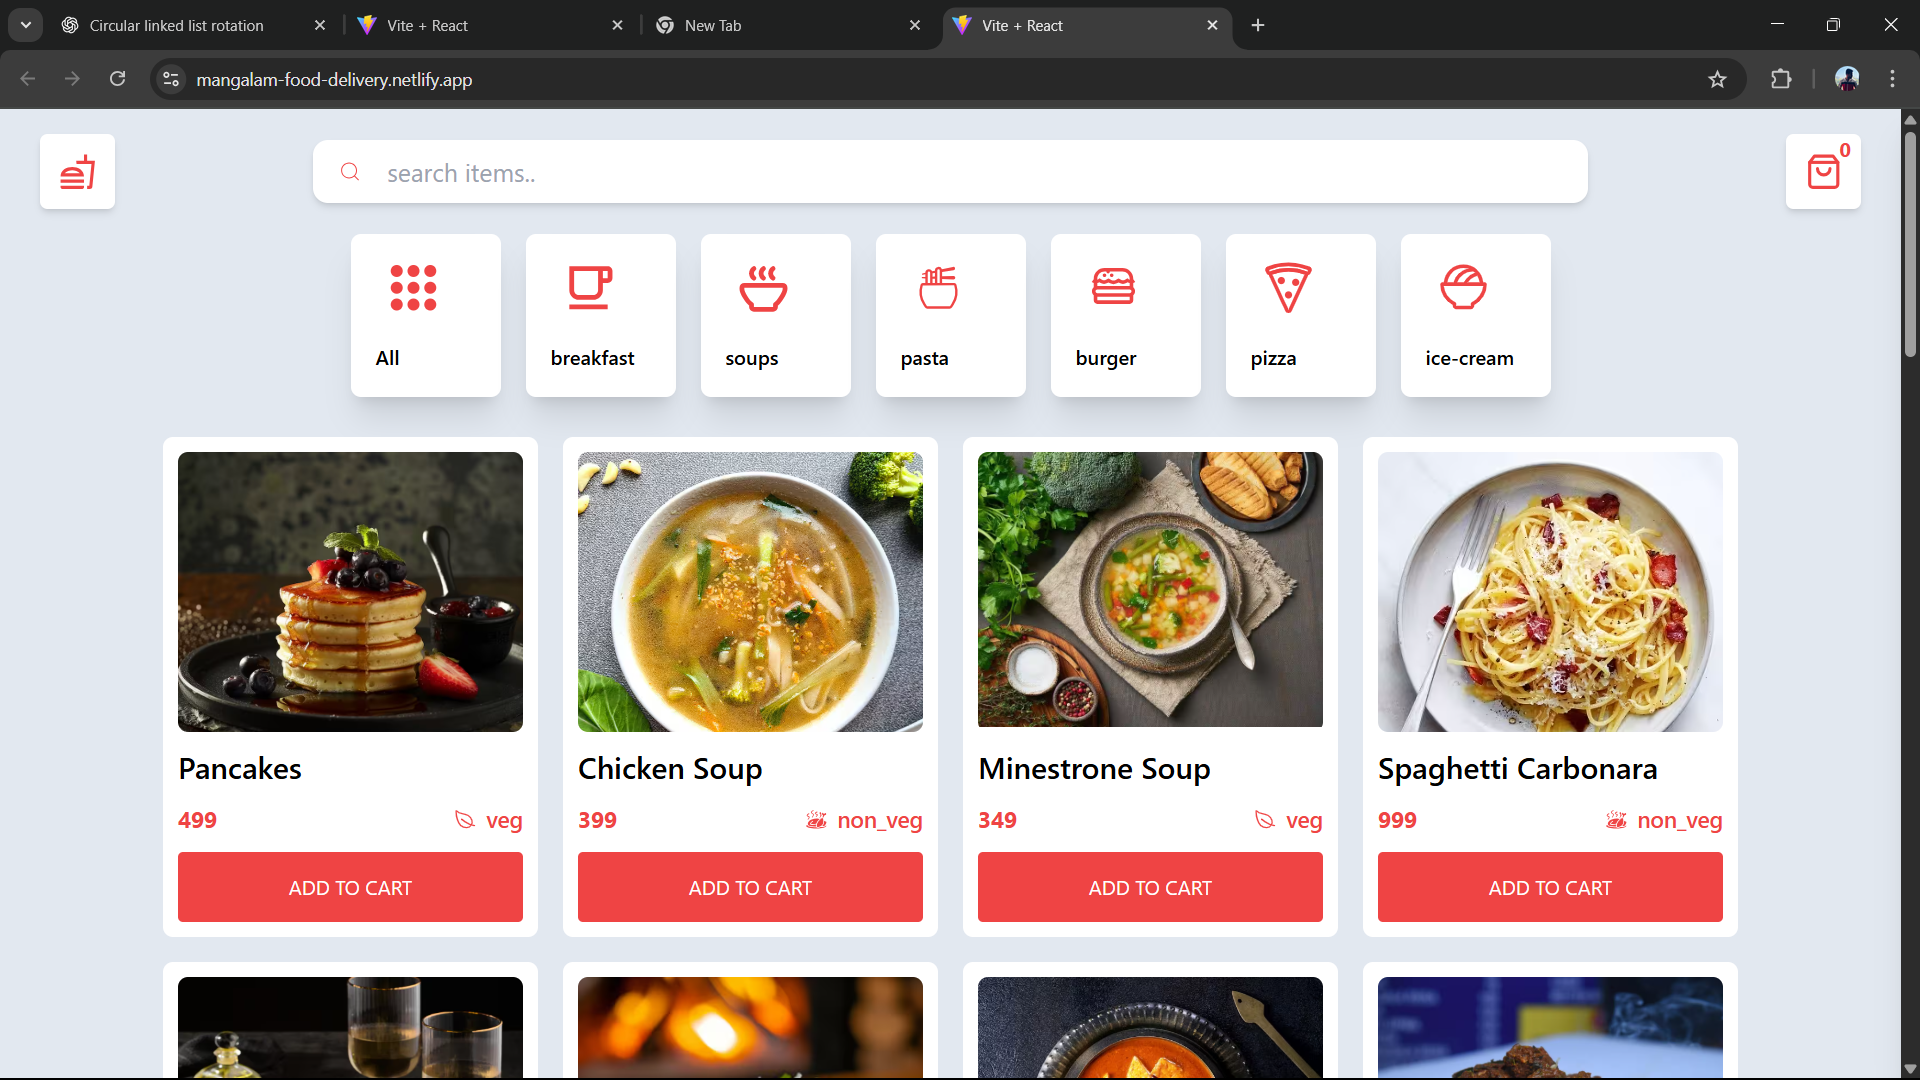 Circular linked list rotation
Vite + React
New Tab
Vite + React
mangalam-food-delivery.netlify.app
search items..
0
All
breakfast
soups
pasta
burger
pizza
ice-cream
Pancakes
Chicken Soup
Minestrone Soup
Spaghetti Carbonara
499
veg
399
non_veg
349
veg
999
non_veg
ADD TO CART
ADD TO CART
ADD TO CART
ADD TO CART